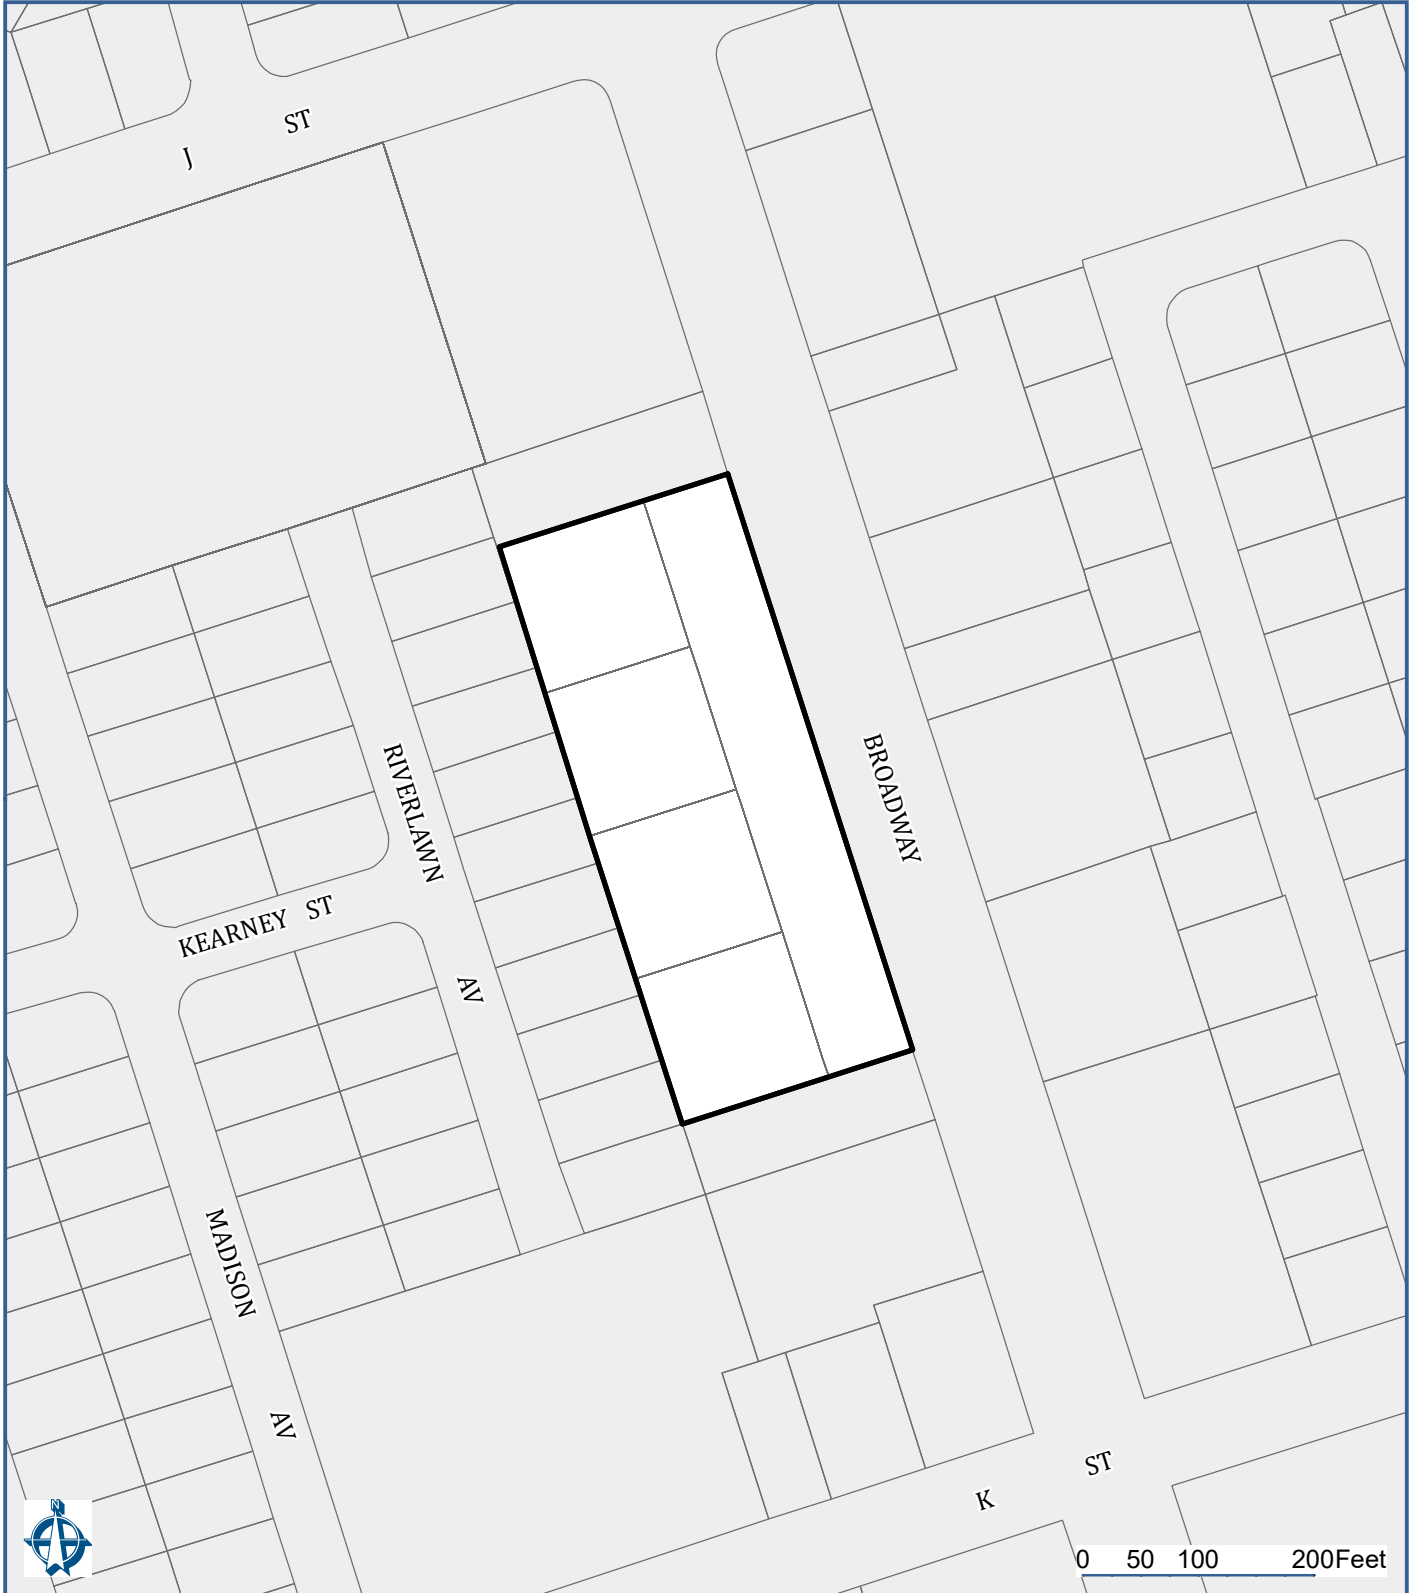 J ST
RIVERLAWN
BROADWAY
KEARNEY ST
AV
MADISON
AV
K ST
N
0 50 100 200Feet